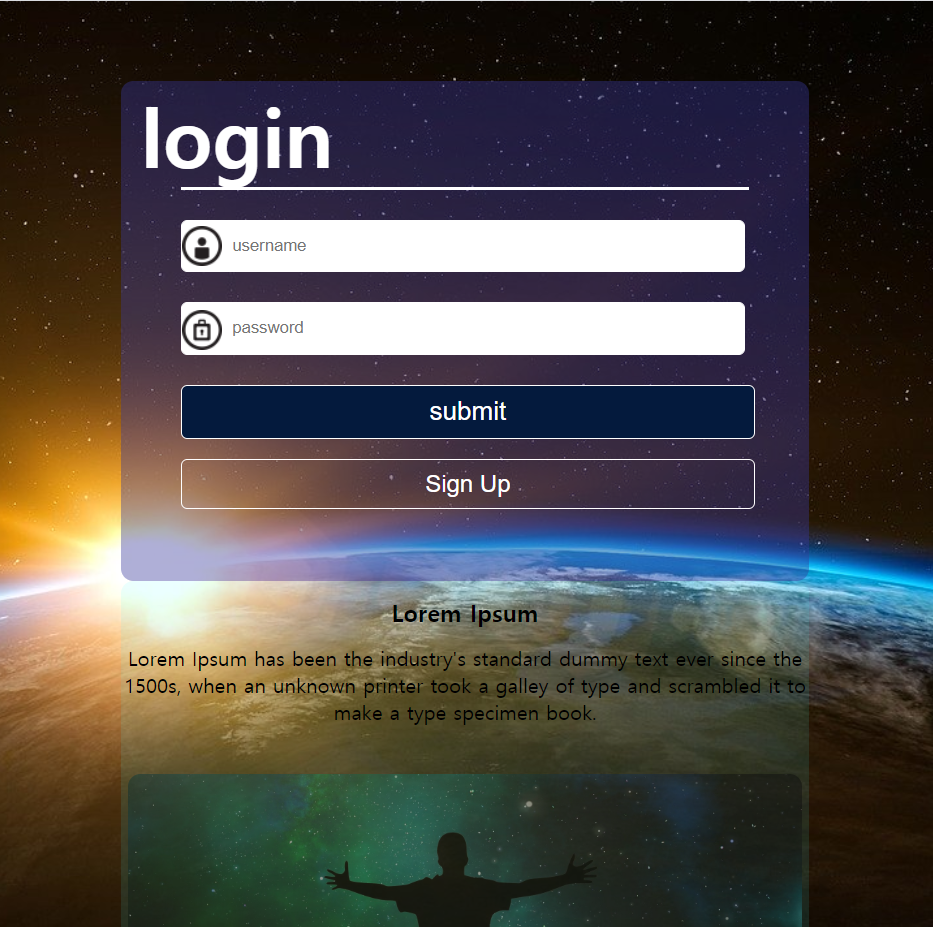 login
username
password
submit
Sign Up
Lorem Ipsum
Lorem Ipsum has been the industry's standard dummy text ever since the
1500s, when an unknown printer took a galley of type and scrambled it to
make a type specimen book.